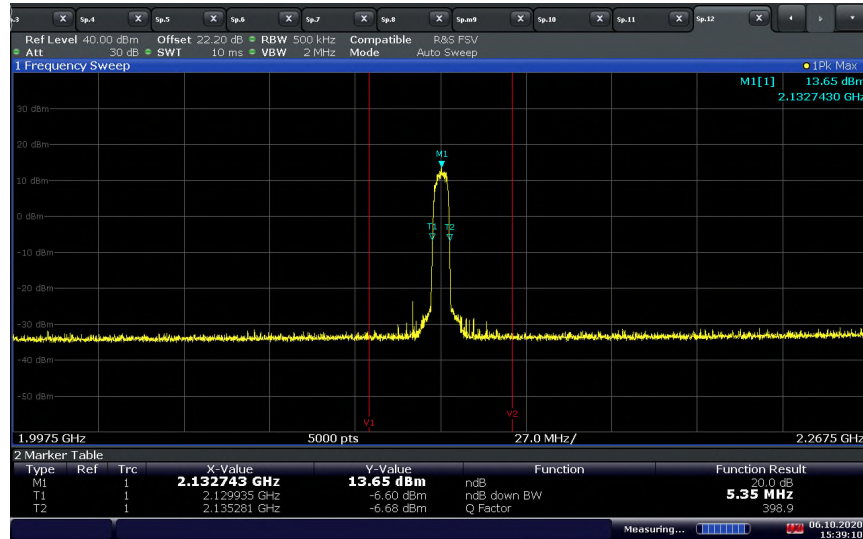 .3 X Sp.4 X Sp.5 X Sp.6 X Sp.7 X Sp.8 X Sp.m9 X Sp.10 X Sp.11 X Sp.12 X
Ref Level 40.00 dBm Offset 22.20 dB RBW 500 kHz Compatible R&S FSV
Att 30 dB SWT 10 ms VBW 2 MHz Mode Auto Sweep
1 Frequency Sweep 1Pk Max
M1[1] 13.65 dBm
2.1327430 GHz
30 dBm
20 dBm
M1
10 dBm
0 dBm
T1 T2
-10 dBm
-20 dBm
-30 dBm
-40 dBm
-50 dBm
V2
V1
1.9975 GHz 5000 pts 27.0 MHz/ 2.2675 GHz
2 Marker Table
Type Ref Trc X-Value Y-Value Function Function Result
M1 1 2.132743 GHz 13.65 dBm ndB 20.0 dB
T1 1 2.129935 GHz -6.60 dBm ndB down BW 5.35 MHz
T2 1 2.135281 GHz -6.68 dBm Q Factor 398.9
Measuring... 06.10.2020
15:39:10